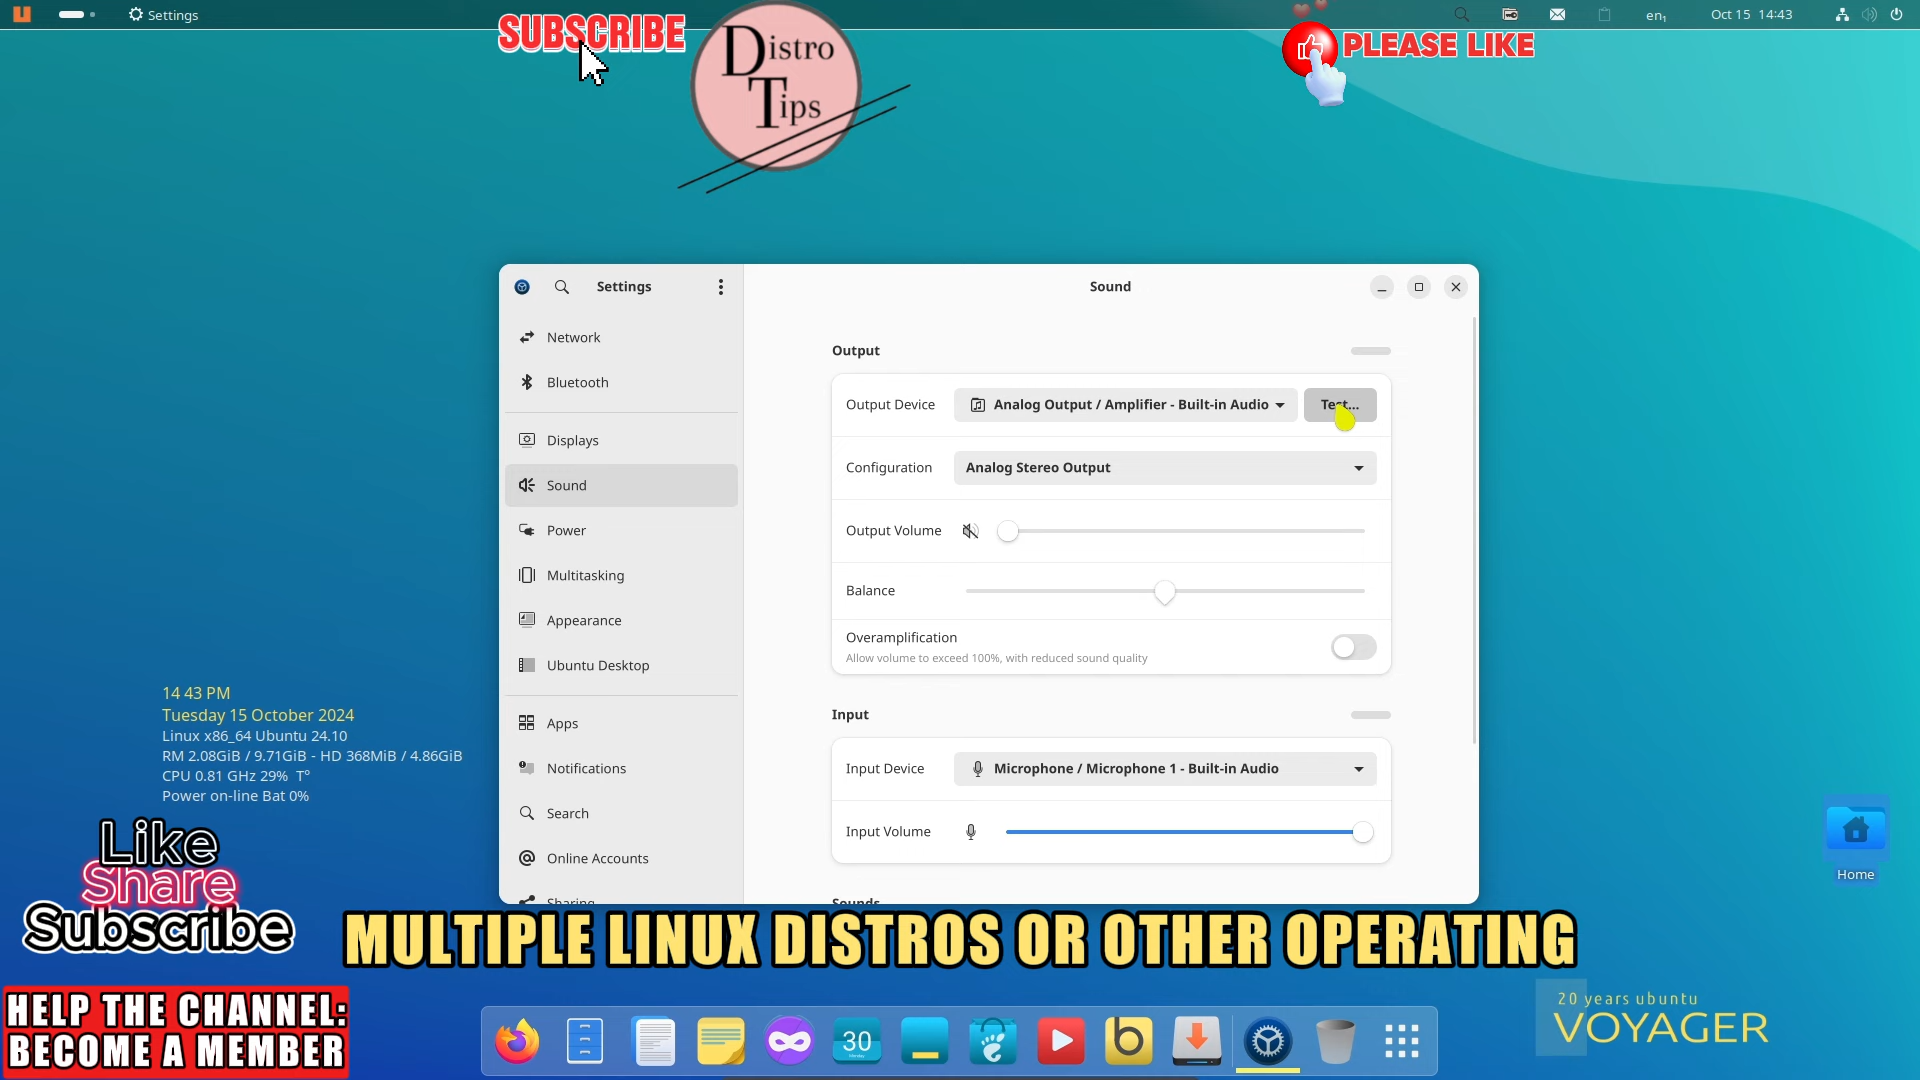 Settings
en₁
Oct 15 14:43
SUBSCRIBE
Distro
Tips
PLEASE LIKE
Settings
Sound
Network
Bluetooth
Displays
Sound
Power
Multitasking
Appearance
Ubuntu Desktop
Apps
Notifications
Search
Online Accounts
Sharing
Output
Output Device
Analog Output / Amplifier - Built-in Audio
Test...
Configuration
Analog Stereo Output
Output Volume
Balance
Overamplification
Allow volume to exceed 100%, with reduced sound quality
Input
Input Device
Microphone / Microphone 1 - Built-in Audio
Input Volume
Sounds
14 43 PM
Tuesday 15 October 2024
Linux x86_64 Ubuntu 24.10
RM 2.08GiB / 9.71GiB - HD 368MiB / 4.86GiB
CPU 0.81 GHz 29% T°
Power on-line Bat 0%
Home
Like
Share
Subscribe
MULTIPLE LINUX DISTROS OR OTHER OPERATING
HELP THE CHANNEL:
BECOME A MEMBER
30
Monday
b
20 years ubuntu
VOYAGER